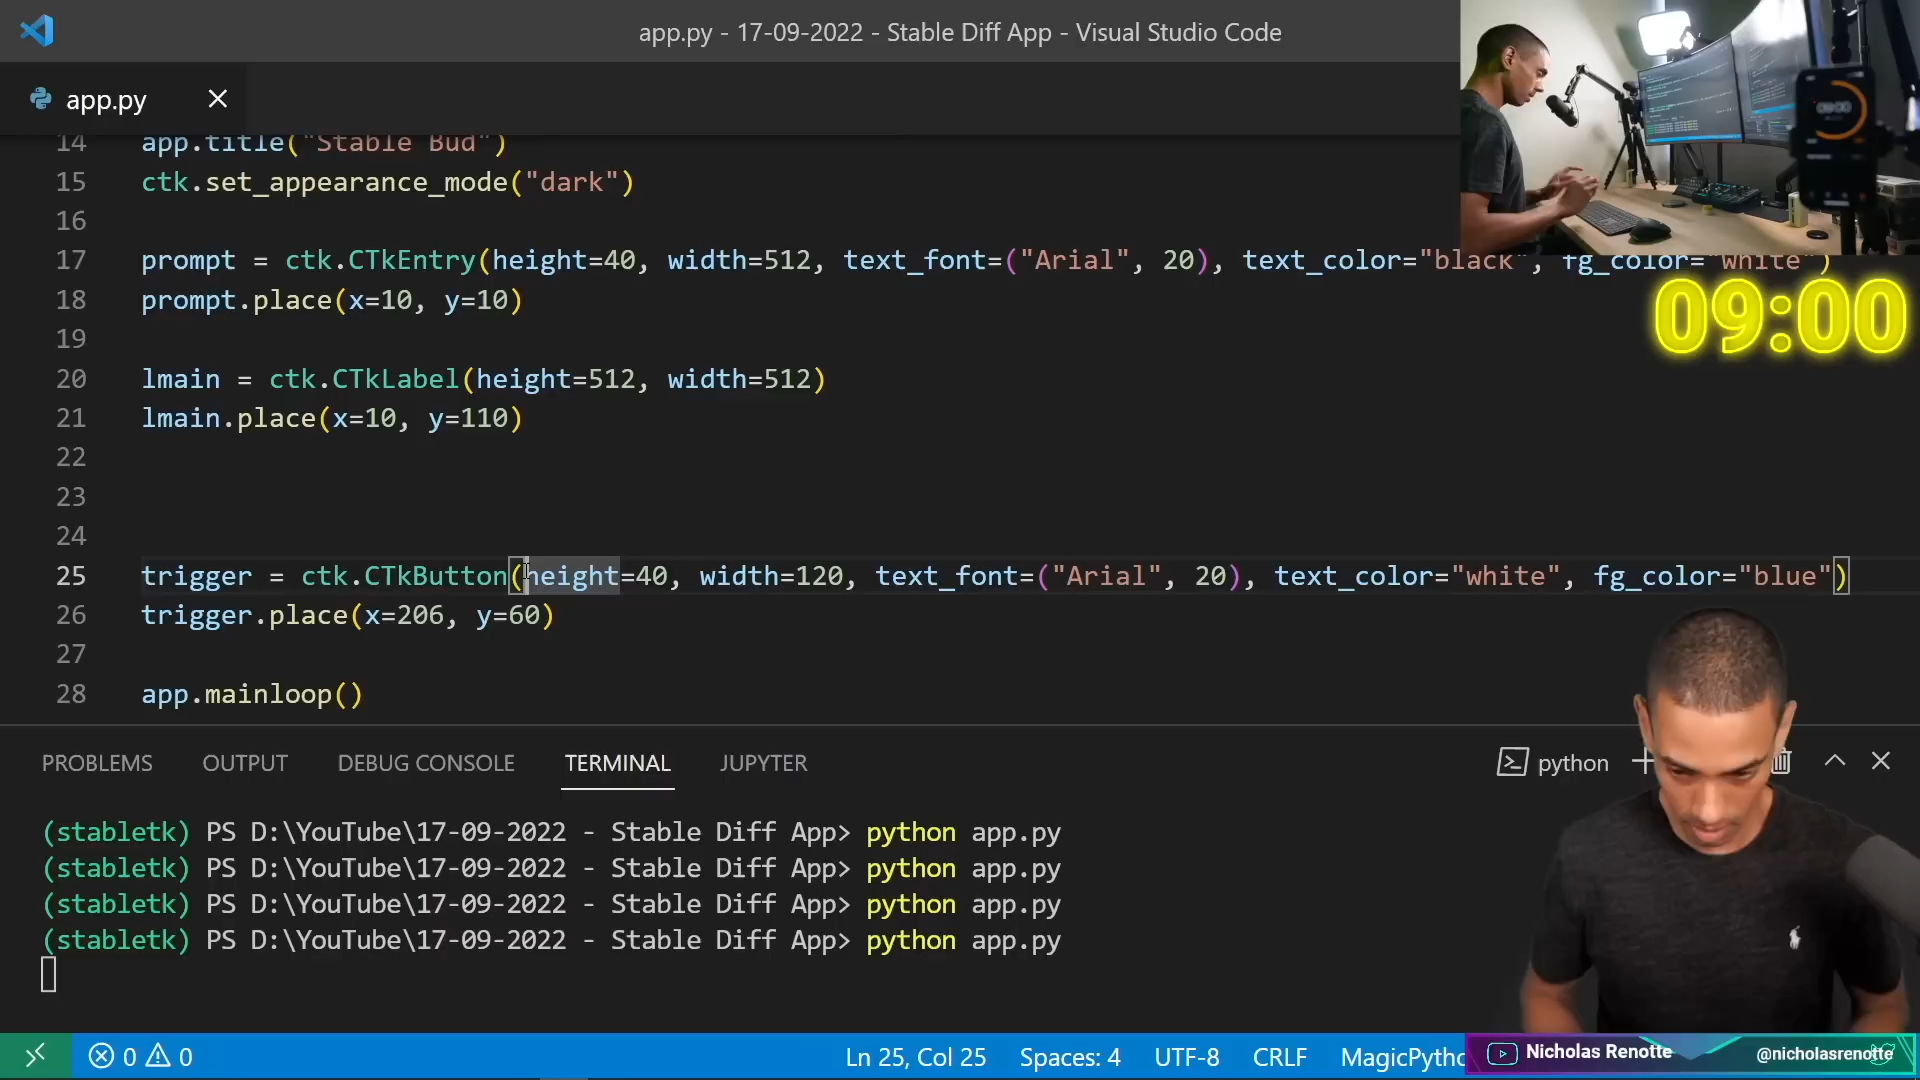 app.py - 17-09-2022 - Stable Diff App - Visual Studio Code
app.py
14 app.title("Stable Bud")
15 ctk.set_appearance_mode("dark")
16
17 prompt = ctk.CTkEntry(height=40, width=512, text_font=("Arial", 20), text_color="black", fg_color="white")
18 prompt.place(x=10, y=10)
19
20 lmain = ctk.CTkLabel(height=512, width=512)
21 lmain.place(x=10, y=110)
22
23
24
25 trigger = ctk.CTkButton(height=40, width=120, text_font=("Arial", 20), text_color="white", fg_color="blue")
26 trigger.place(x=206, y=60)
27
28 app.mainloop()
09:00
PROBLEMS OUTPUT DEBUG CONSOLE TERMINAL JUPYTER python
(stabletk) PS D:\YouTube\17-09-2022 - Stable Diff App> python app.py
(stabletk) PS D:\YouTube\17-09-2022 - Stable Diff App> python app.py
(stabletk) PS D:\YouTube\17-09-2022 - Stable Diff App> python app.py
(stabletk) PS D:\YouTube\17-09-2022 - Stable Diff App> python app.py
0 0 Ln 25, Col 25 Spaces: 4 UTF-8 CRLF MagicPytho
Nicholas Renotte @nicholasrenotte